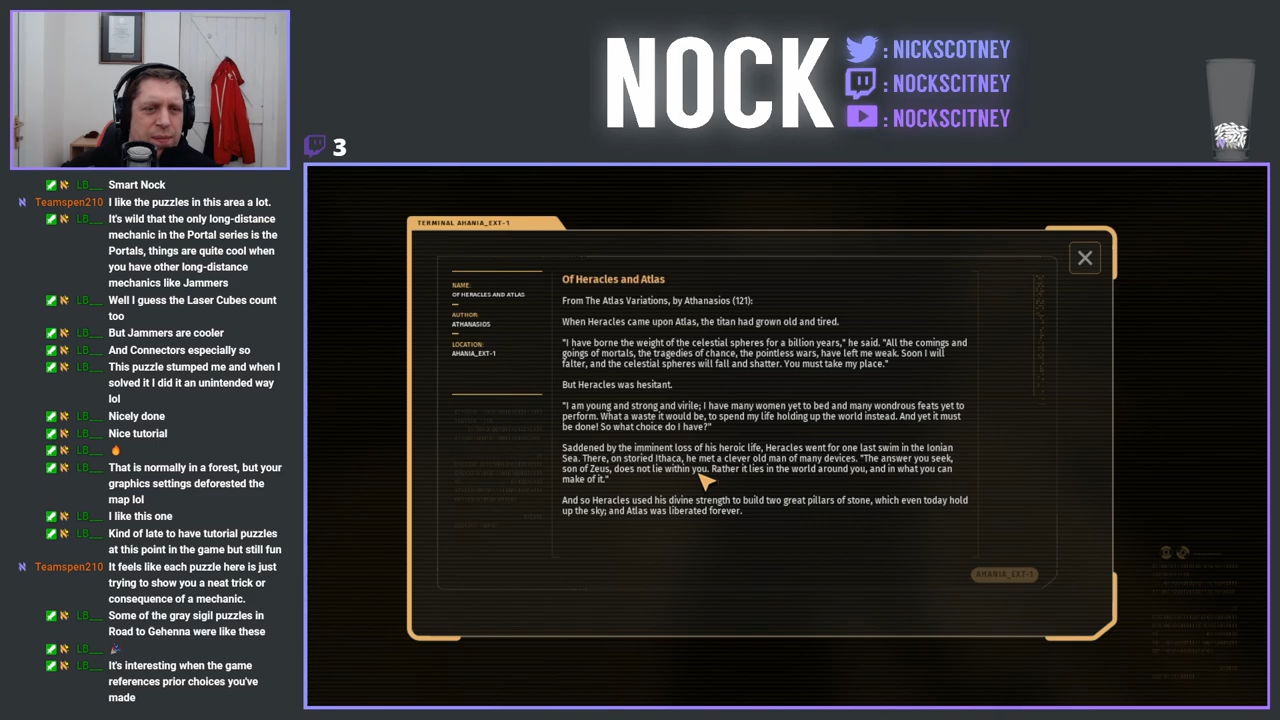 NOCK
: NICKSCOTNEY
: NOCKSCITNEY
: NOCKSCITNEY
3
LB__ Smart Nock
Teamspen210 I like the puzzles in this area a lot.
LB__ It's wild that the only long-distance
mechanic in the Portal series is the
Portals, things are quite cool when
you have other long-distance
mechanics like Jammers
LB__ Well I guess the Laser Cubes count
too
LB__ But Jammers are cooler
LB__ And Connectors especially so
LB__ This puzzle stumped me and when I
solved it I did it an unintended way
lol
LB__ Nicely done
LB__ Nice tutorial
LB__ 🔥
LB__ That is normally in a forest, but your
graphics settings deforested the
map lol
LB__ I like this one
LB__ Kind of late to have tutorial puzzles
at this point in the game but still fun
Teamspen210 It feels like each puzzle here is just
trying to show you a neat trick or
consequence of a mechanic.
LB__ Some of the gray sigil puzzles in
Road to Gehenna were like these
LB__ 🎉
LB__ It's interesting when the game
references prior choices you've
made
TERMINAL AHANIA_EXT-1
NAME:
OF HERACLES AND ATLAS
AUTHOR:
ATHANASIOS
LOCATION:
AHANIA_EXT-1
Of Heracles and Atlas
From The Atlas Variations, by Athanasios (121):
When Heracles came upon Atlas, the titan had grown old and tired.
"I have borne the weight of the celestial spheres for a billion years," he said. "All the comings and
goings of mortals, the tragedies of chance, the pointless wars, have left me weak. Soon I will
falter, and the celestial spheres will fall and shatter. You must take my place."
But Heracles was hesitant.
"I am young and strong and virile; I have many women yet to bed and many wondrous feats yet to
perform. What a waste it would be, to spend my life holding up the world instead. And yet it must
be done! So what choice do I have?"
Saddened by the imminent loss of his heroic life, Heracles went for one last swim in the Ionian
Sea. There, on storied Ithaca, he met a clever old man of many devices. "The answer you seek,
son of Zeus, does not lie within you. Rather it lies in the world around you, and in what you can
make of it."
And so Heracles used his divine strength to build two great pillars of stone, which even today hold
up the sky; and Atlas was liberated forever.
AHANIA_EXT-1